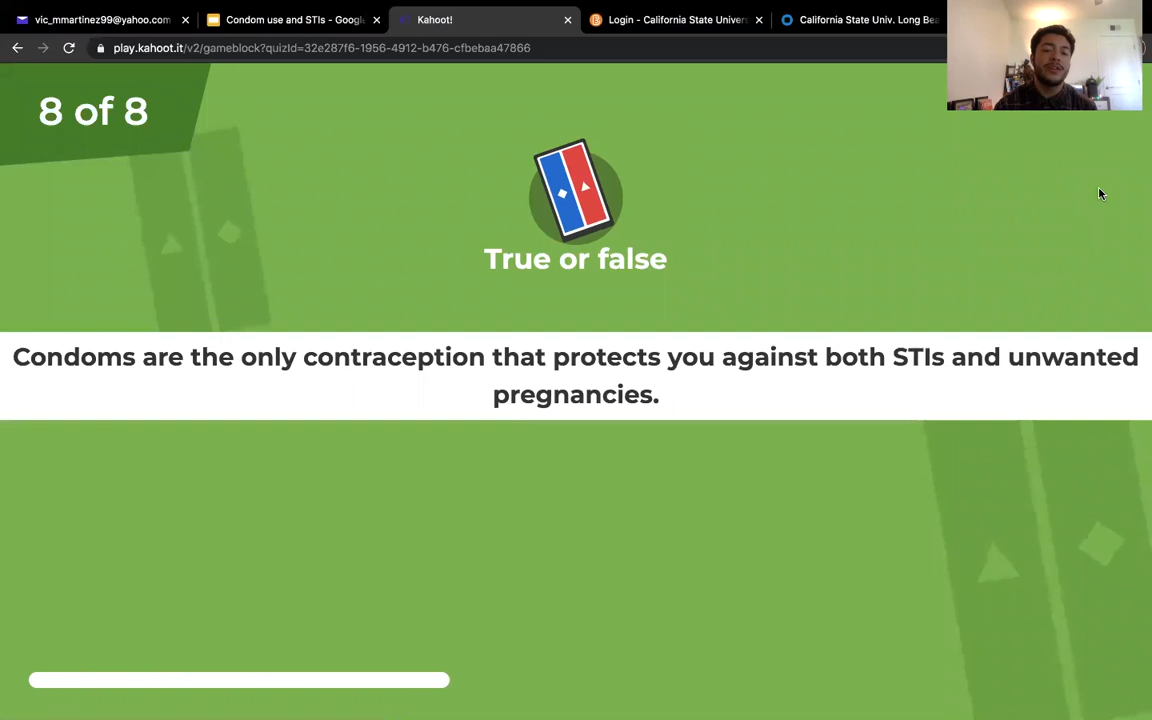 vic_mmartinez99@yahoo.com
Condom use and STIs - Googl
Kahoot!
Login - California State Univers
California State Univ. Long Bea
play.kahoot.it/v2/gameblock?quizId=32e287f6-1956-4912-b476-cfbebaa47866
8 of 8
True or false
Condoms are the only contraception that protects you against both STIs and unwanted
pregnancies.